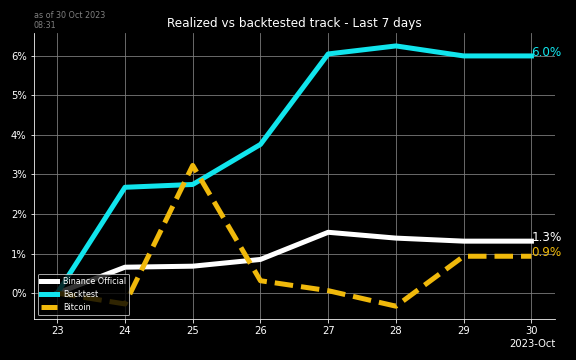 as of 30 Oct 2023
08:31
Realized vs backtested track - Last 7 days
6%
5%
4%
3%
2%
1%
0%
6.0%
1.3%
0.9%
Binance Official
Backtest
Bitcoin
23 24 25 26 27 28 29 30
2023-Oct